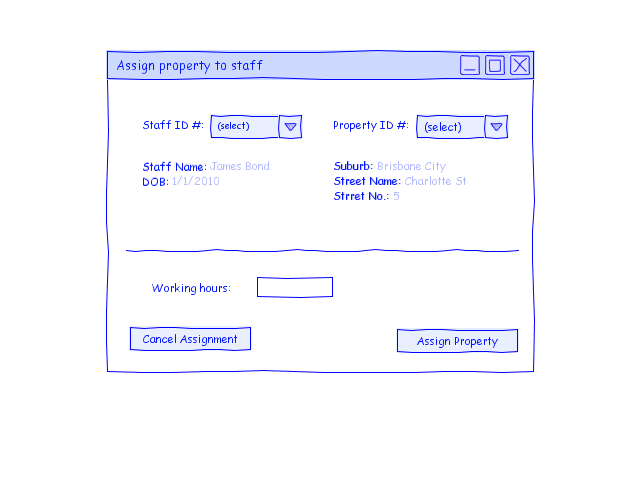 Assign property to staff
Staff ID #: (select) Property ID #: (select)
Staff Name: James Bond Suburb: Brisbane City
DOB: 1/1/2010 Street Name: Charlotte St
Strret No.: 5
Working hours:
Cancel Assignment Assign Property